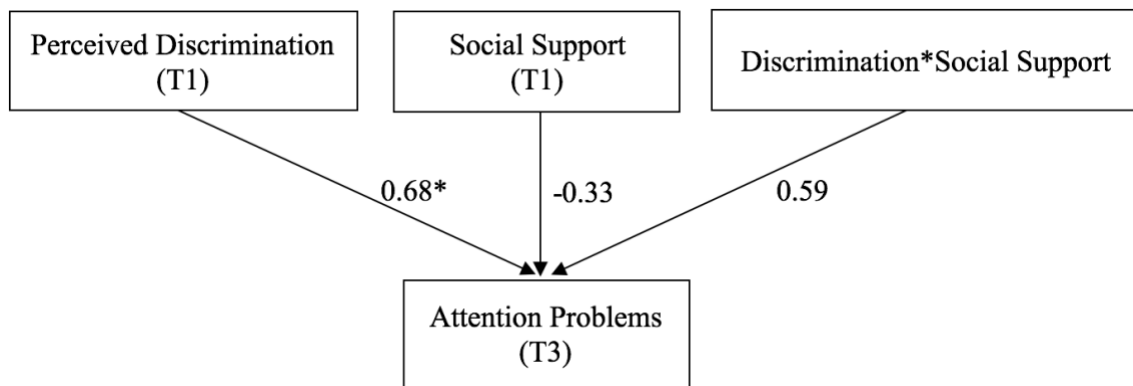 Perceived Discrimination
(T1)
Social Support
(T1)
Discrimination*Social Support
0.68*
-0.33
0.59
Attention Problems
(T3)